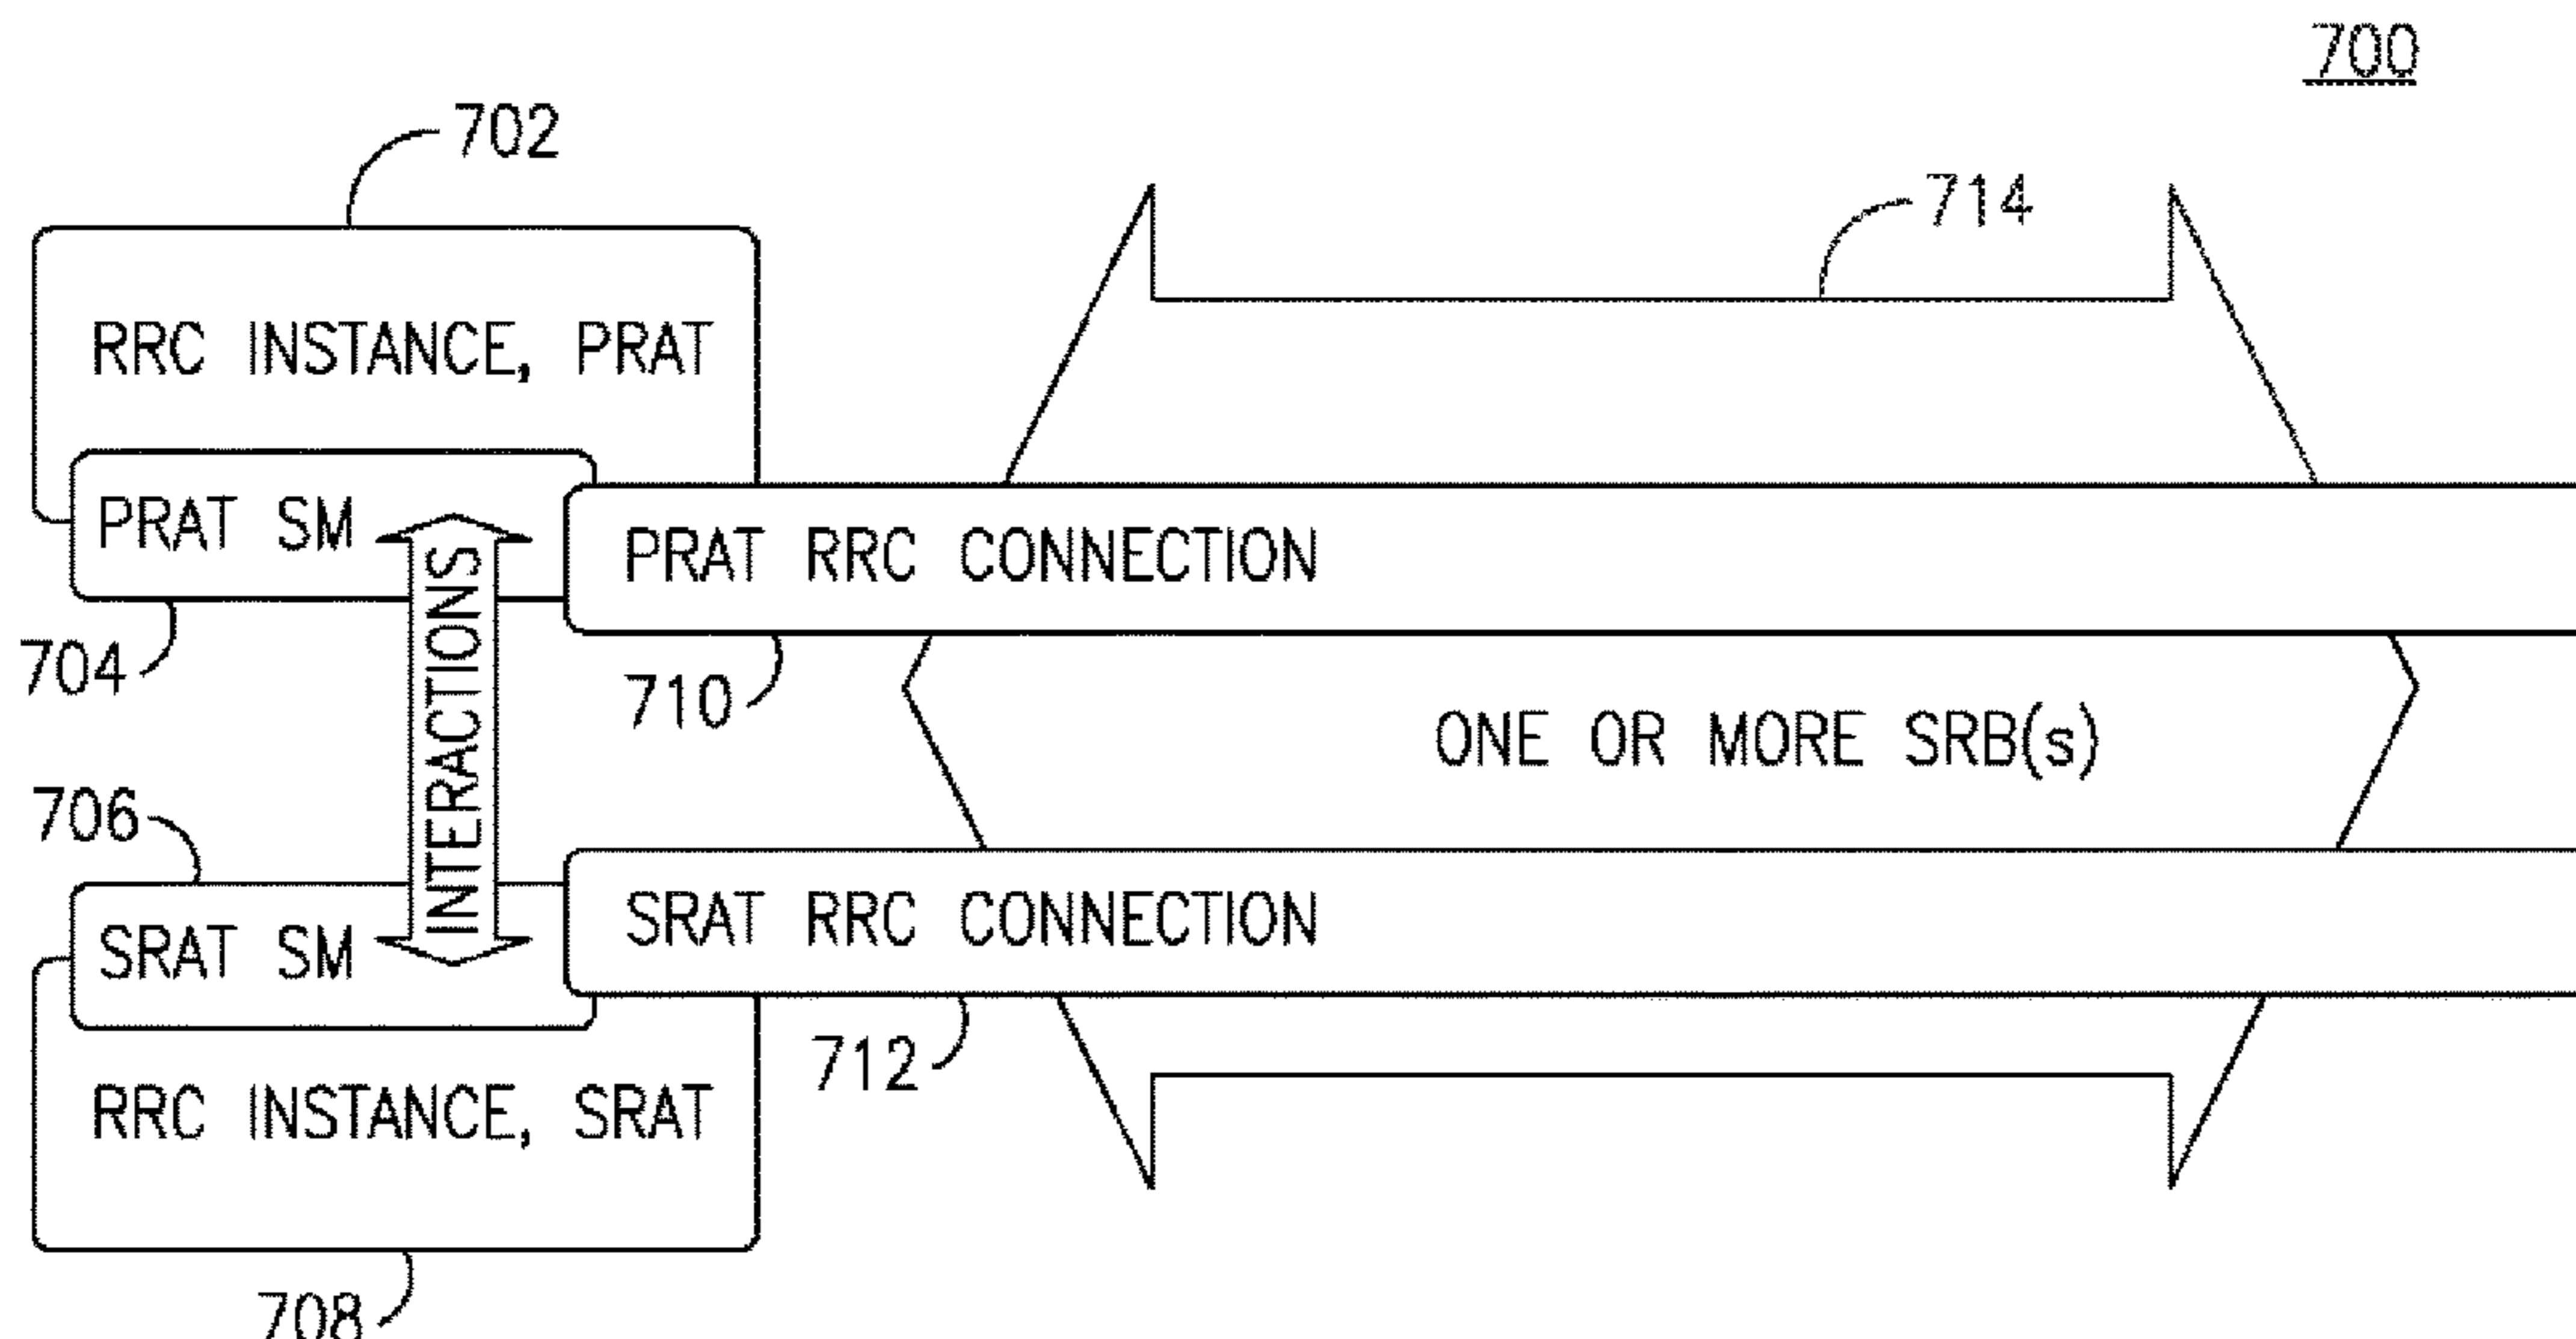 700
702
714
RRC INSTANCE, PRAT
PRAT SM
PRAT RRC CONNECTION
INTERACTIONS
704
710
ONE OR MORE SRB(s)
706
SRAT SM
SRAT RRC CONNECTION
712
RRC INSTANCE, SRAT
708